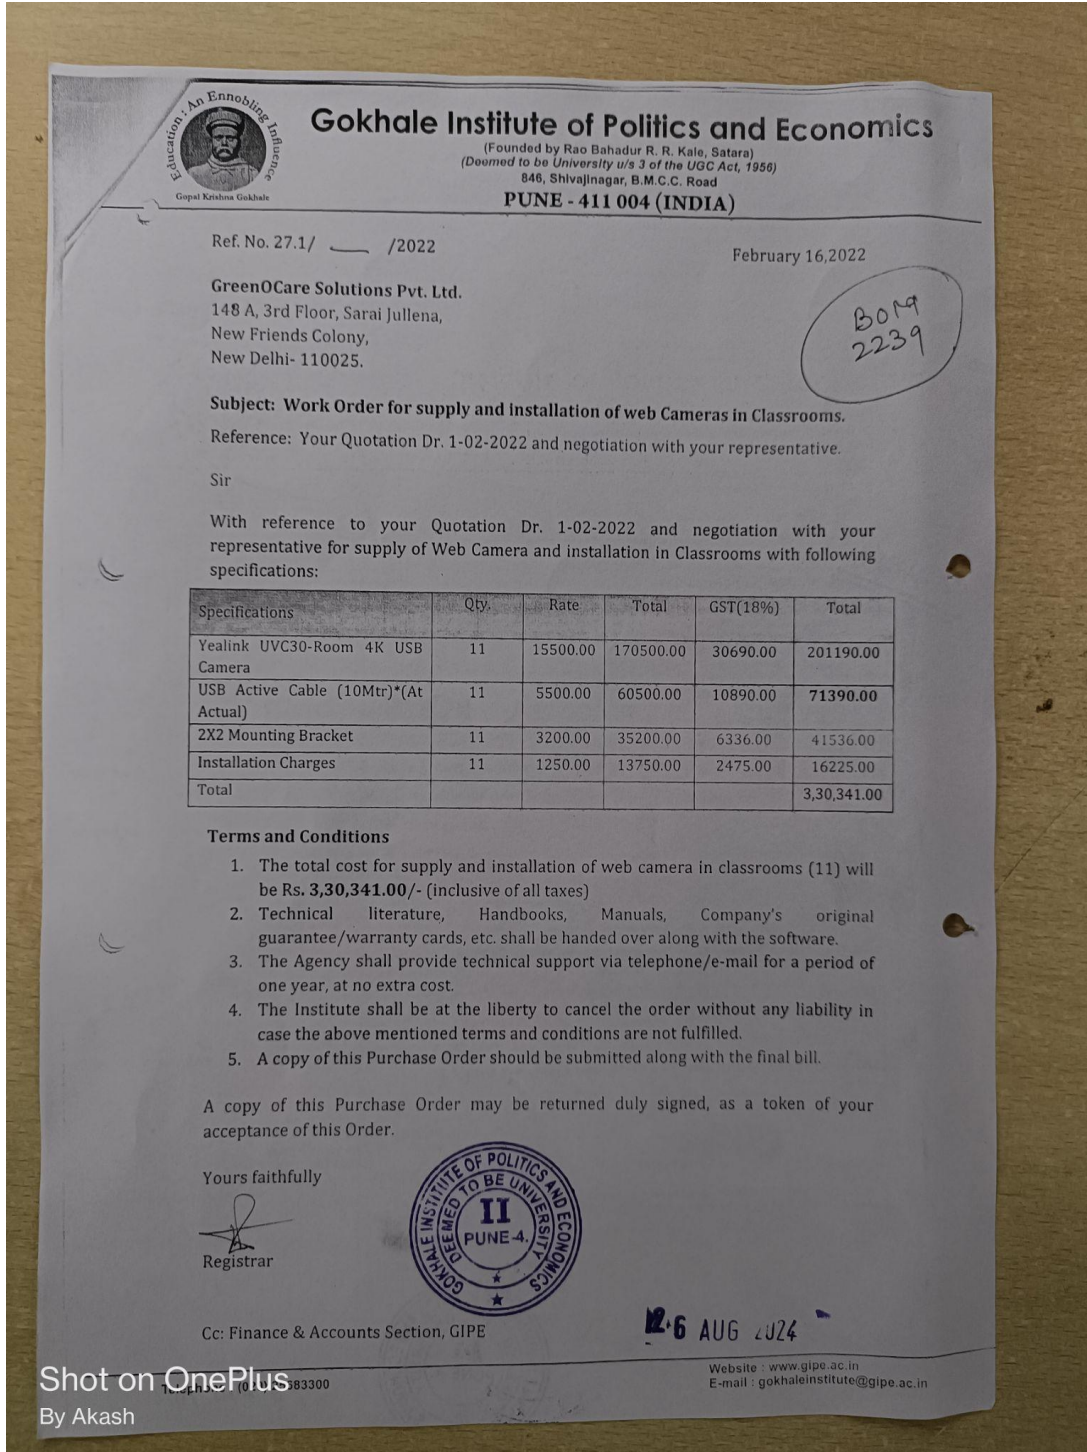 Education : An Ennobling Influence
Gopal Krishna Gokhale
Gokhale Institute of Politics and Economics
(Founded by Rao Bahadur R. R. Kale, Satara)
(Deemed to be University u/s 3 of the UGC Act, 1956)
846, Shivajinagar, B.M.C.C. Road
PUNE - 411 004 (INDIA)
Ref. No. 27.1/ ___ /2022
February 16,2022
GreenOCare Solutions Pvt. Ltd.
148 A, 3rd Floor, Sarai Jullena,
New Friends Colony,
New Delhi- 110025.
2239
Subject: Work Order for supply and installation of web Cameras in Classrooms.
Reference: Your Quotation Dr. 1-02-2022 and negotiation with your representative.
Sir
With reference to your Quotation Dr. 1-02-2022 and negotiation with your
representative for supply of Web Camera and installation in Classrooms with following
specifications:
Specifications Qty. Rate Total GST(18%) Total
Yealink UVC30-Room 4K USB 11 15500.00 170500.00 30690.00 201190.00
Camera
USB Active Cable (10Mtr)*(At 11 5500.00 60500.00 10890.00 71390.00
Actual)
2X2 Mounting Bracket 11 3200.00 35200.00 6336.00 41536.00
Installation Charges 11 1250.00 13750.00 2475.00 16225.00
Total 3,30,341.00
Terms and Conditions
1. The total cost for supply and installation of web camera in classrooms (11) will
be Rs. 3,30,341.00/- (inclusive of all taxes)
2. Technical literature, Handbooks, Manuals, Company's original
guarantee/warranty cards, etc. shall be handed over along with the software.
3. The Agency shall provide technical support via telephone/e-mail for a period of
one year, at no extra cost.
4. The Institute shall be at the liberty to cancel the order without any liability in
case the above mentioned terms and conditions are not fulfilled.
5. A copy of this Purchase Order should be submitted along with the final bill.
A copy of this Purchase Order may be returned duly signed, as a token of your
acceptance of this Order.
Yours faithfully
Registrar
GOKHALE INSTITUTE OF POLITICS AND ECONOMICS
DEEMED TO BE UNIVERSITY
II
PUNE-4.
Cc: Finance & Accounts Section, GIPE
6 AUG 2024
Website : www.gipe.ac.in
E-mail : gokhaleinstitute@gipe.ac.in
Shot on OnePlus
By Akash